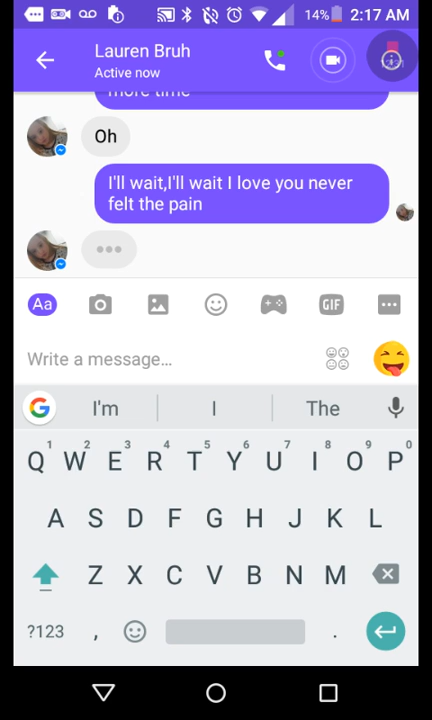 14% 2:17 AM
Lauren Bruh
Active now
more time
Oh
I'll wait,I'll wait I love you never
felt the pain
Aa
GIF
Write a message...
G I'm I The
1 2 3 4 5 6 7 8 9 0
Q W E R T Y U I O P
A S D F G H J K L
Z X C V B N M
?123 , .